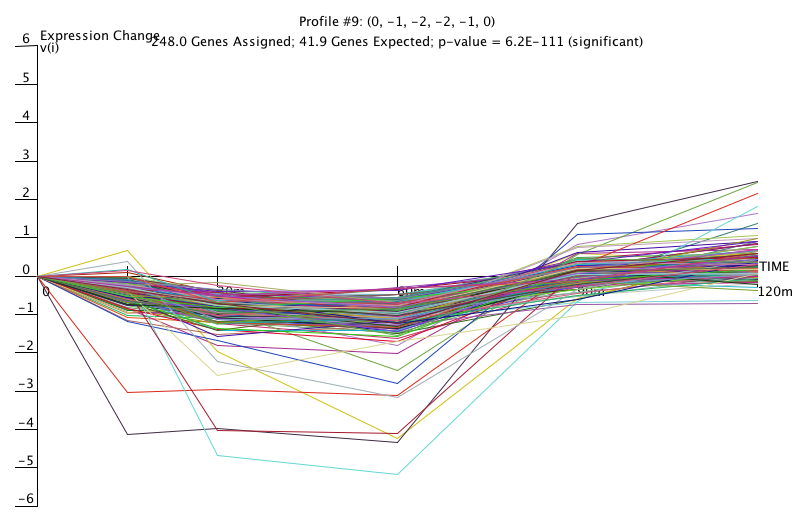 Profile #9: (0, -1, -2, -2, -1, 0)
Expression Change
v(i)
248.0 Genes Assigned; 41.9 Genes Expected; p-value = 6.2E-111 (significant)
6
5
4
3
2
1
0
-1
-2
-3
-4
-5
-6
0
90m
120m
TIME